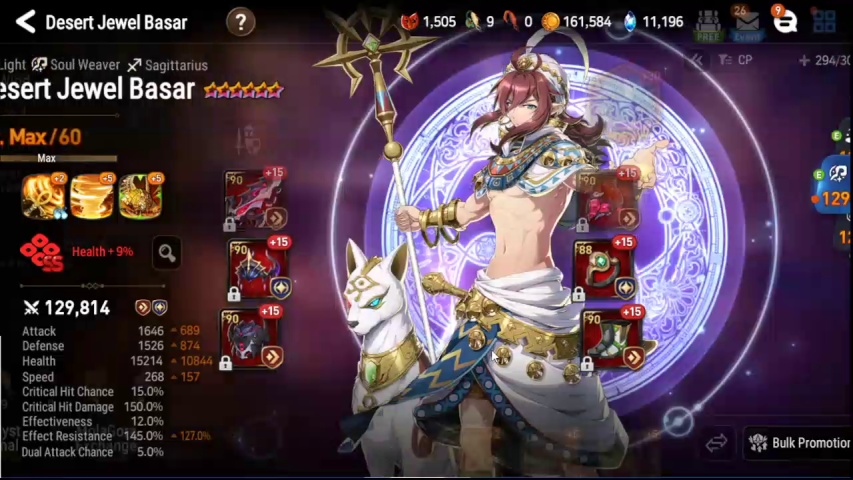 Desert Jewel Basar
?
1,505
9
0
161,584
11,196
FREE
26
Event
9
Light Soul Weaver Sagittarius
CP
294/30
esert Jewel Basar
. Max/60
Max
+2
+5
+5
90
+15
90
+15
SS
Health + 9%
90
+15
88
+15
E
E
129
129,814
90
+15
90
+15
Attack 1646 689
Defense 1526 874
Health 15214 10844
Speed 268 157
Critical Hit Chance 15.0%
Critical Hit Damage 150.0%
Effectiveness 12.0%
Effect Resistance 145.0% 127.0%
Dual Attack Chance 5.0%
Bulk Promotion